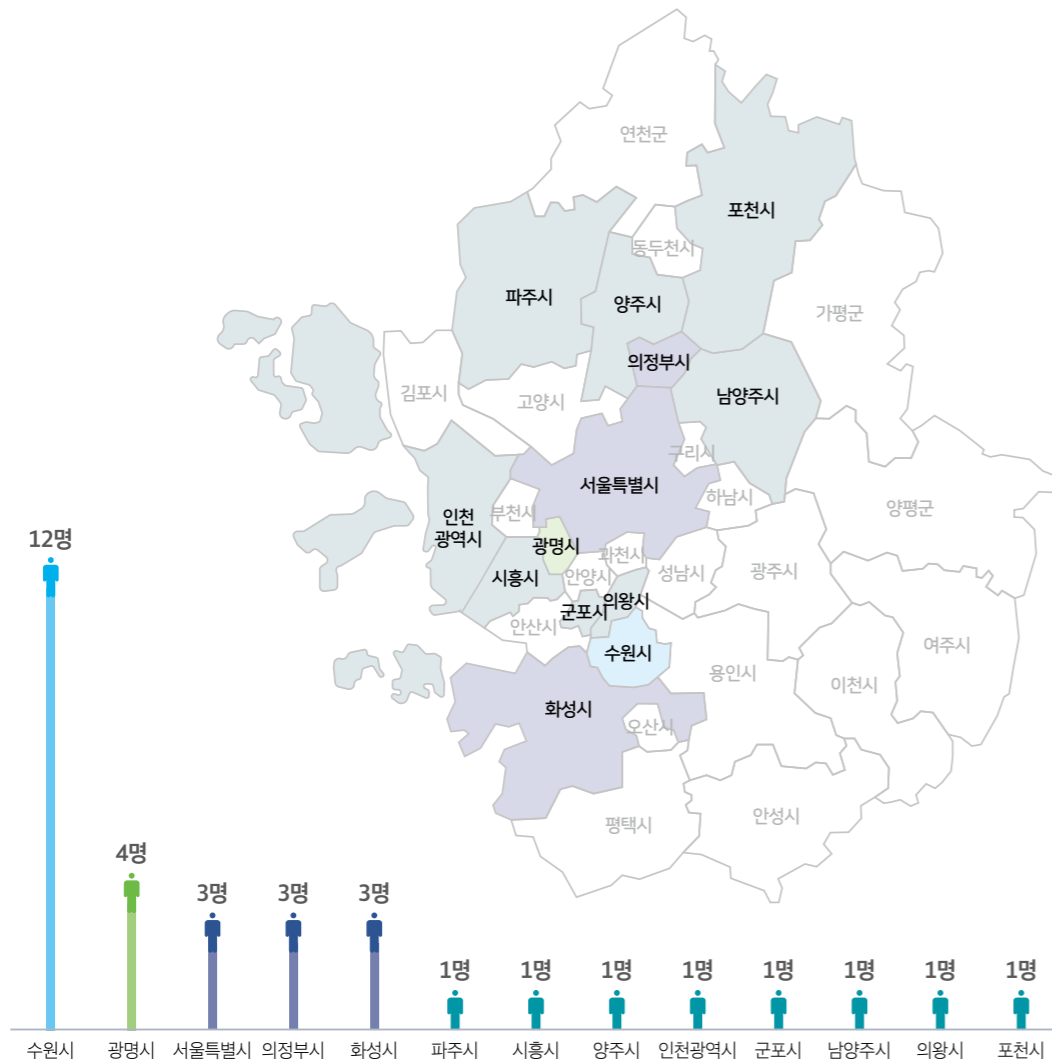 연천군
포천시
동두천시
파주시
양주시
가평군
의정부시
김포시
고양시
남양주시
구리시
서울특별시
하남시
인천
광역시
부천시
양평군
광명시
과천시
시흥시
안양시
성남시
광주시
군포시
의왕시
안산시
수원시
여주시
용인시
이천시
화성시
오산시
평택시
안성시
12명
4명
3명 3명 3명
1명 1명 1명 1명 1명 1명 1명 1명
수원시 광명시 서울특별시 의정부시 화성시 파주시 시흥시 양주시 인천광역시 군포시 남양주시 의왕시 포천시